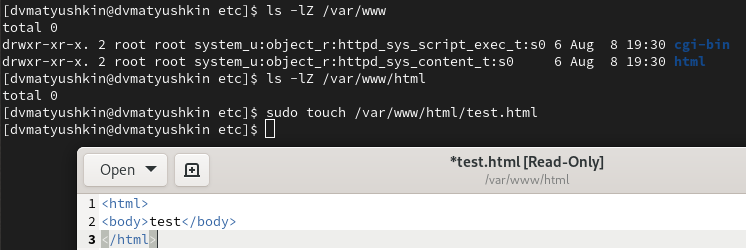 [dvmatyushkin@dvmatyushkin etc]$ ls -lZ /var/www
total 0
drwxr-xr-x. 2 root root system_u:object_r:httpd_sys_script_exec_t:s0 6 Aug  8 19:30 cgi-bin
drwxr-xr-x. 2 root root system_u:object_r:httpd_sys_content_t:s0     6 Aug  8 19:30 html
[dvmatyushkin@dvmatyushkin etc]$ ls -lZ /var/www/html
total 0
[dvmatyushkin@dvmatyushkin etc]$ sudo touch /var/www/html/test.html
[dvmatyushkin@dvmatyushkin etc]$
Open
*test.html [Read-Only]
/var/www/html
1 <html>
2 <body>test</body>
3 </html>